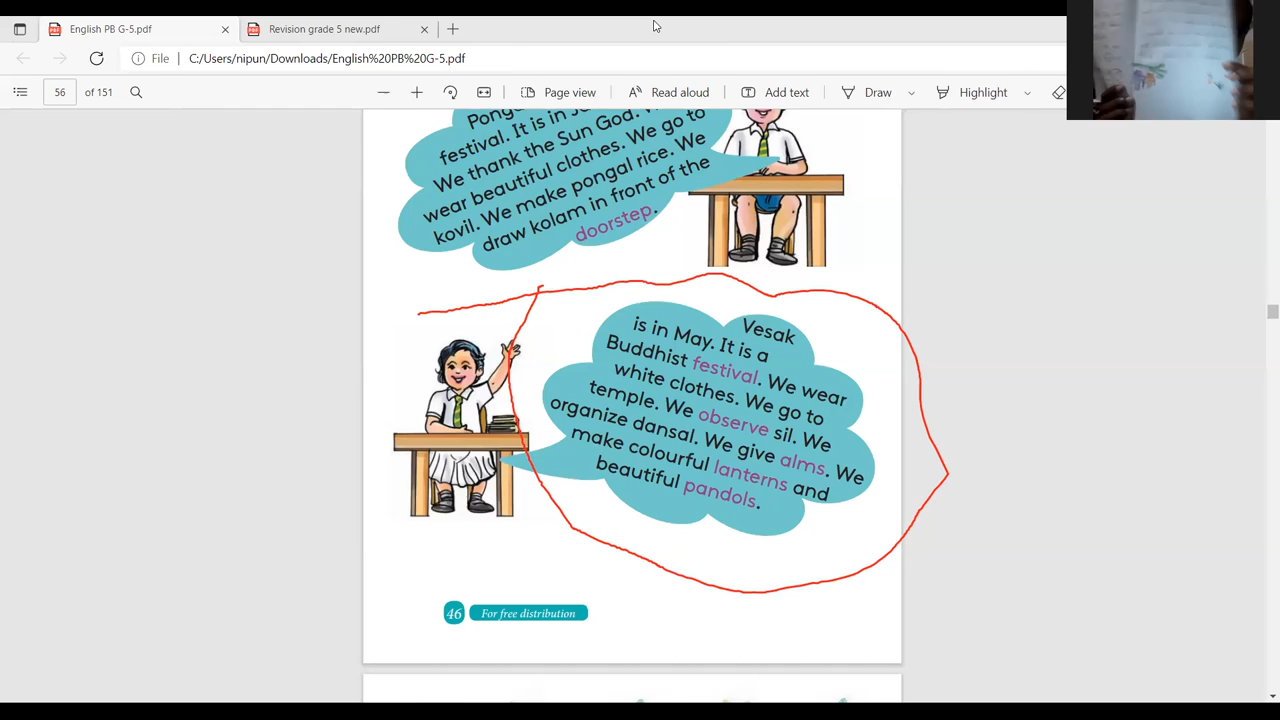 English PB G-5.pdf
Revision grade 5 new.pdf
File
C:/Users/nipun/Downloads/English%20PB%20G-5.pdf
56
of 151
Page view
Read aloud
Add text
Draw
Highlight
festival. It is in
We thank the Sun God.
wear beautiful clothes. We go to
kovil. We make pongal rice. We
draw kolam in front of the
doorstep.
Vesak
is in May. It is a
Buddhist festival. We wear
white clothes. We go to
temple. We observe sil. We
organize dansal. We give alms. We
make colourful lanterns and
beautiful pandols.
46
For free distribution